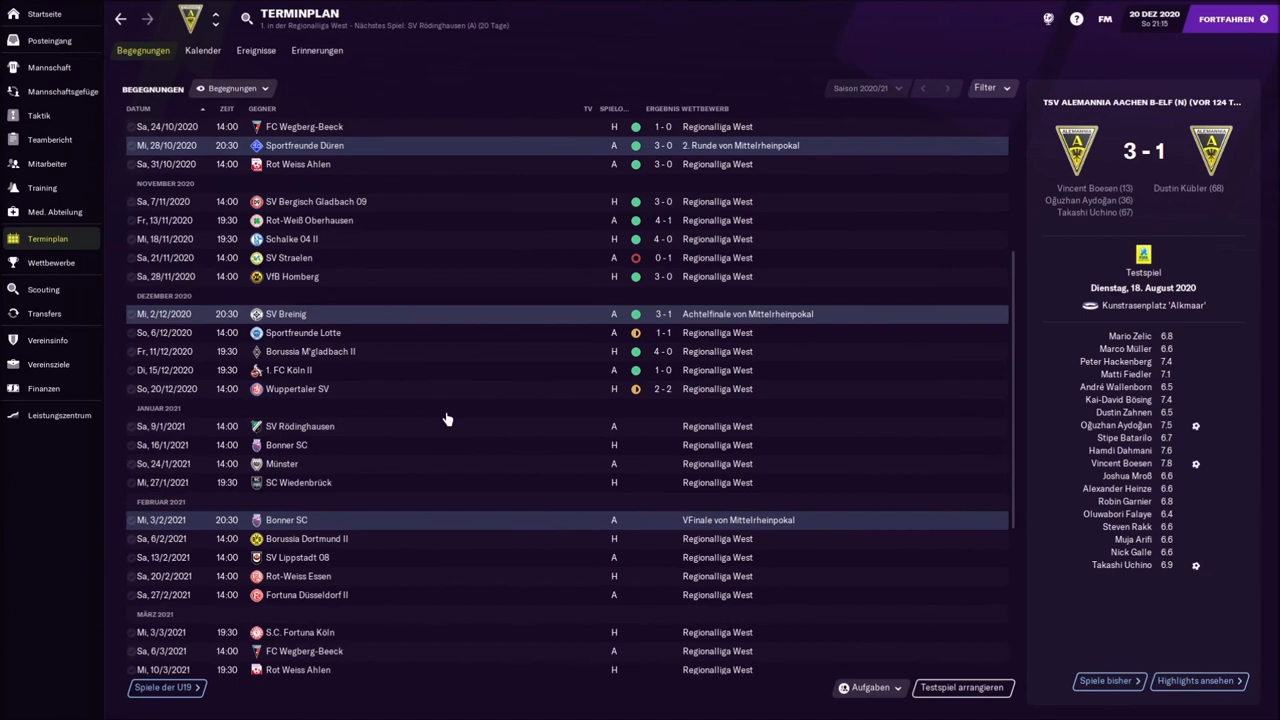 Startseite
Posteingang
Mannschaft
Mannschaftsgefüge
Taktik
Teambericht
Mitarbeiter
Training
Med. Abteilung
Terminplan
Wettbewerbe
Scouting
Transfers
Vereinsinfo
Vereinsziele
Finanzen
Leistungszentrum
TERMINPLAN
1. in der Regionalliga West - Nächstes Spiel: SV Rödinghausen (A) (20 Tage)
FM
20 DEZ 2020
So 21:15
FORTFAHREN
Begegnungen Kalender Ereignisse Erinnerungen
BEGEGNUNGEN Begegnungen Saison 2020/21 Filter
DATUM ZEIT GEGNER TV SPIELO... ERGEBNIS WETTBEWERB
Sa, 24/10/2020 14:00 FC Wegberg-Beeck H 1 - 0 Regionalliga West
Mi, 28/10/2020 20:30 Sportfreunde Düren A 3 - 0 2. Runde von Mittelrheinpokal
Sa, 31/10/2020 14:00 Rot Weiss Ahlen A 3 - 0 Regionalliga West
NOVEMBER 2020
Sa, 7/11/2020 14:00 SV Bergisch Gladbach 09 H 3 - 0 Regionalliga West
Fr, 13/11/2020 19:30 Rot-Weiß Oberhausen A 4 - 1 Regionalliga West
Mi, 18/11/2020 19:30 Schalke 04 II H 4 - 0 Regionalliga West
Sa, 21/11/2020 14:00 SV Straelen A 0 - 1 Regionalliga West
Sa, 28/11/2020 14:00 VfB Homberg H 3 - 0 Regionalliga West
DEZEMBER 2020
Mi, 2/12/2020 20:30 SV Breinig A 3 - 1 Achtelfinale von Mittelrheinpokal
So, 6/12/2020 14:00 Sportfreunde Lotte A 1 - 1 Regionalliga West
Fr, 11/12/2020 19:30 Borussia M'gladbach II H 4 - 0 Regionalliga West
Di, 15/12/2020 19:30 1. FC Köln II A 1 - 0 Regionalliga West
So, 20/12/2020 14:00 Wuppertaler SV H 2 - 2 Regionalliga West
JANUAR 2021
Sa, 9/1/2021 14:00 SV Rödinghausen A Regionalliga West
Sa, 16/1/2021 14:00 Bonner SC H Regionalliga West
So, 24/1/2021 14:00 Münster A Regionalliga West
Mi, 27/1/2021 19:30 SC Wiedenbrück H Regionalliga West
FEBRUAR 2021
Mi, 3/2/2021 20:30 Bonner SC A VFinale von Mittelrheinpokal
Sa, 6/2/2021 14:00 Borussia Dortmund II H Regionalliga West
Sa, 13/2/2021 14:00 SV Lippstadt 08 A Regionalliga West
Sa, 20/2/2021 14:00 Rot-Weiss Essen H Regionalliga West
Sa, 27/2/2021 14:00 Fortuna Düsseldorf II A Regionalliga West
MÄRZ 2021
Mi, 3/3/2021 19:30 S.C. Fortuna Köln H Regionalliga West
Sa, 6/3/2021 14:00 FC Wegberg-Beeck A Regionalliga West
Mi, 10/3/2021 19:30 Rot Weiss Ahlen H Regionalliga West
Spiele der U19 Aufgaben Testspiel arrangieren
TSV ALEMANNIA AACHEN B-ELF (N) (VOR 124 T...
3 - 1
Vincent Boesen (13) Dustin Kübler (68)
Oğuzhan Aydoğan (36)
Takashi Uchino (67)
Testspiel
Dienstag, 18. August 2020
Kunstrasenplatz 'Alkmaar'
Mario Zelic 6.8
Marco Müller 6.6
Peter Hackenberg 7.4
Matti Fiedler 7.1
André Wallenborn 6.5
Kai-David Bösing 7.4
Dustin Zahnen 6.5
Oğuzhan Aydoğan 7.5
Stipe Batarilo 6.7
Hamdi Dahmani 7.6
Vincent Boesen 7.8
Joshua Mroß 6.6
Alexander Heinze 6.6
Robin Garnier 6.8
Oluwabori Falaye 6.4
Steven Rakk 6.6
Muja Arifi 6.6
Nick Galle 6.6
Takashi Uchino 6.9
Spiele bisher Highlights ansehen